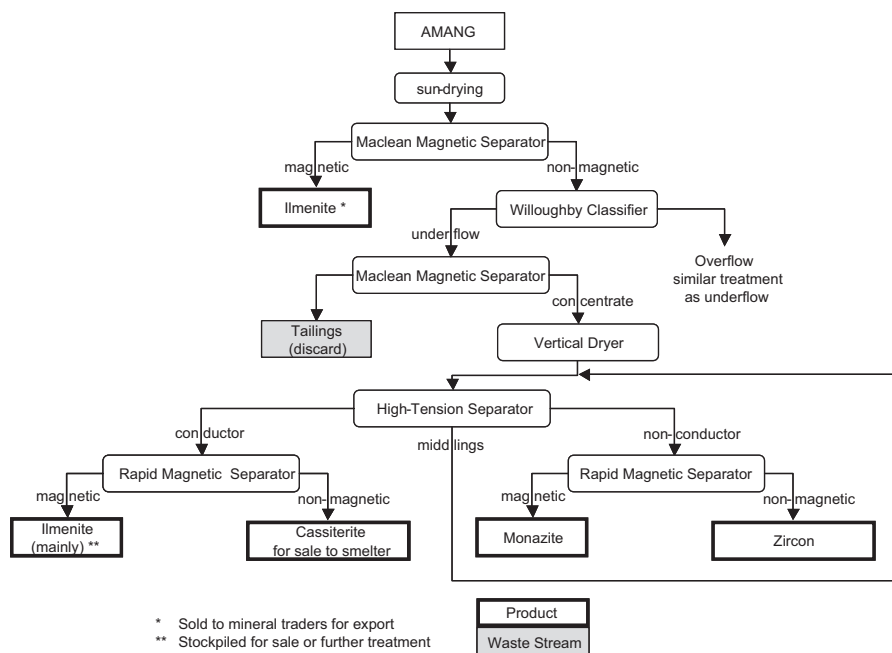 AMANG
sun-drying
Maclean Magnetic Separator
magnetic
non-magnetic
Ilmenite *
Willoughby Classifier
underflow
Overflow
similar treatment
as underflow
Maclean Magnetic Separator
concentrate
Tailings
(discard)
Vertical Dryer
High-Tension Separator
conductor
middlings
non-conductor
Rapid Magnetic Separator
Rapid Magnetic Separator
magnetic
non-magnetic
magnetic
non-magnetic
Ilmenite
(mainly) **
Cassiterite
for sale to smelter
Monazite
Zircon
* Sold to mineral traders for export
** Stockpiled for sale or further treatment
Product
Waste Stream